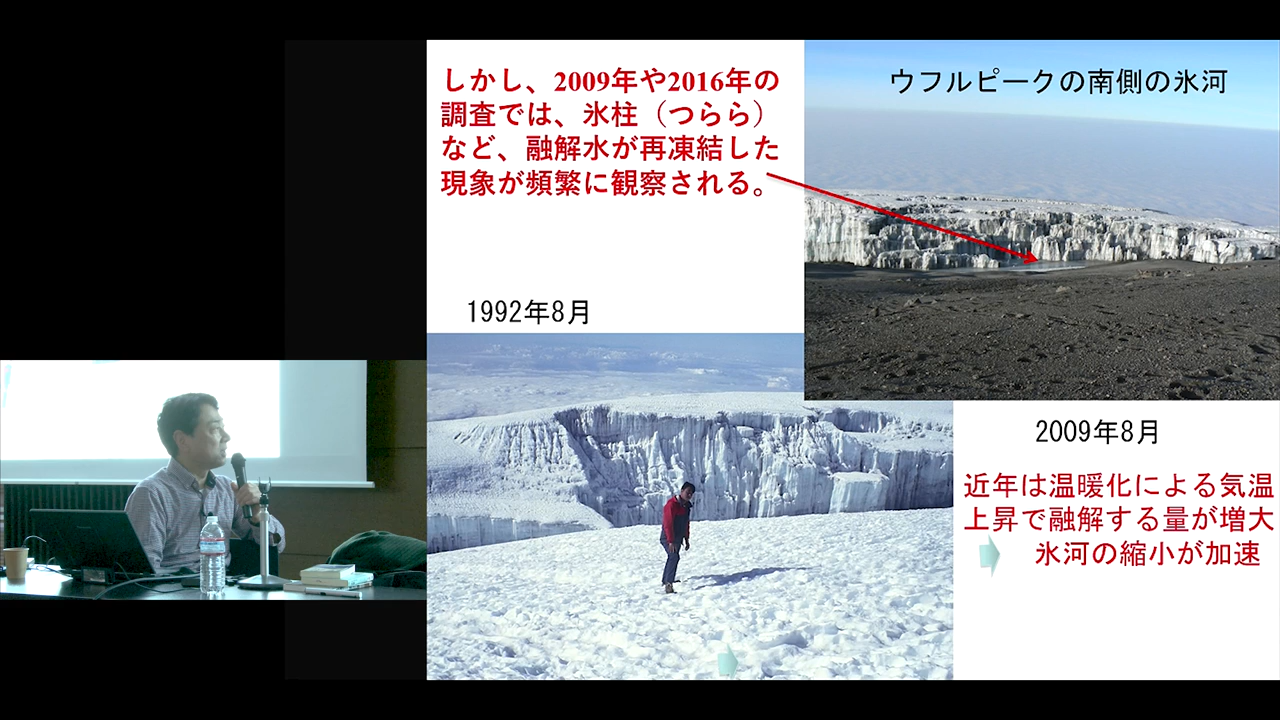 しかし、2009年や2016年の
調査では、氷柱（つらら）
など、融解水が再凍結した
現象が頻繁に観察される。
ウフルピークの南側の氷河
1992年8月
2009年8月
近年は温暖化による気温
上昇で融解する量が増大
氷河の縮小が加速